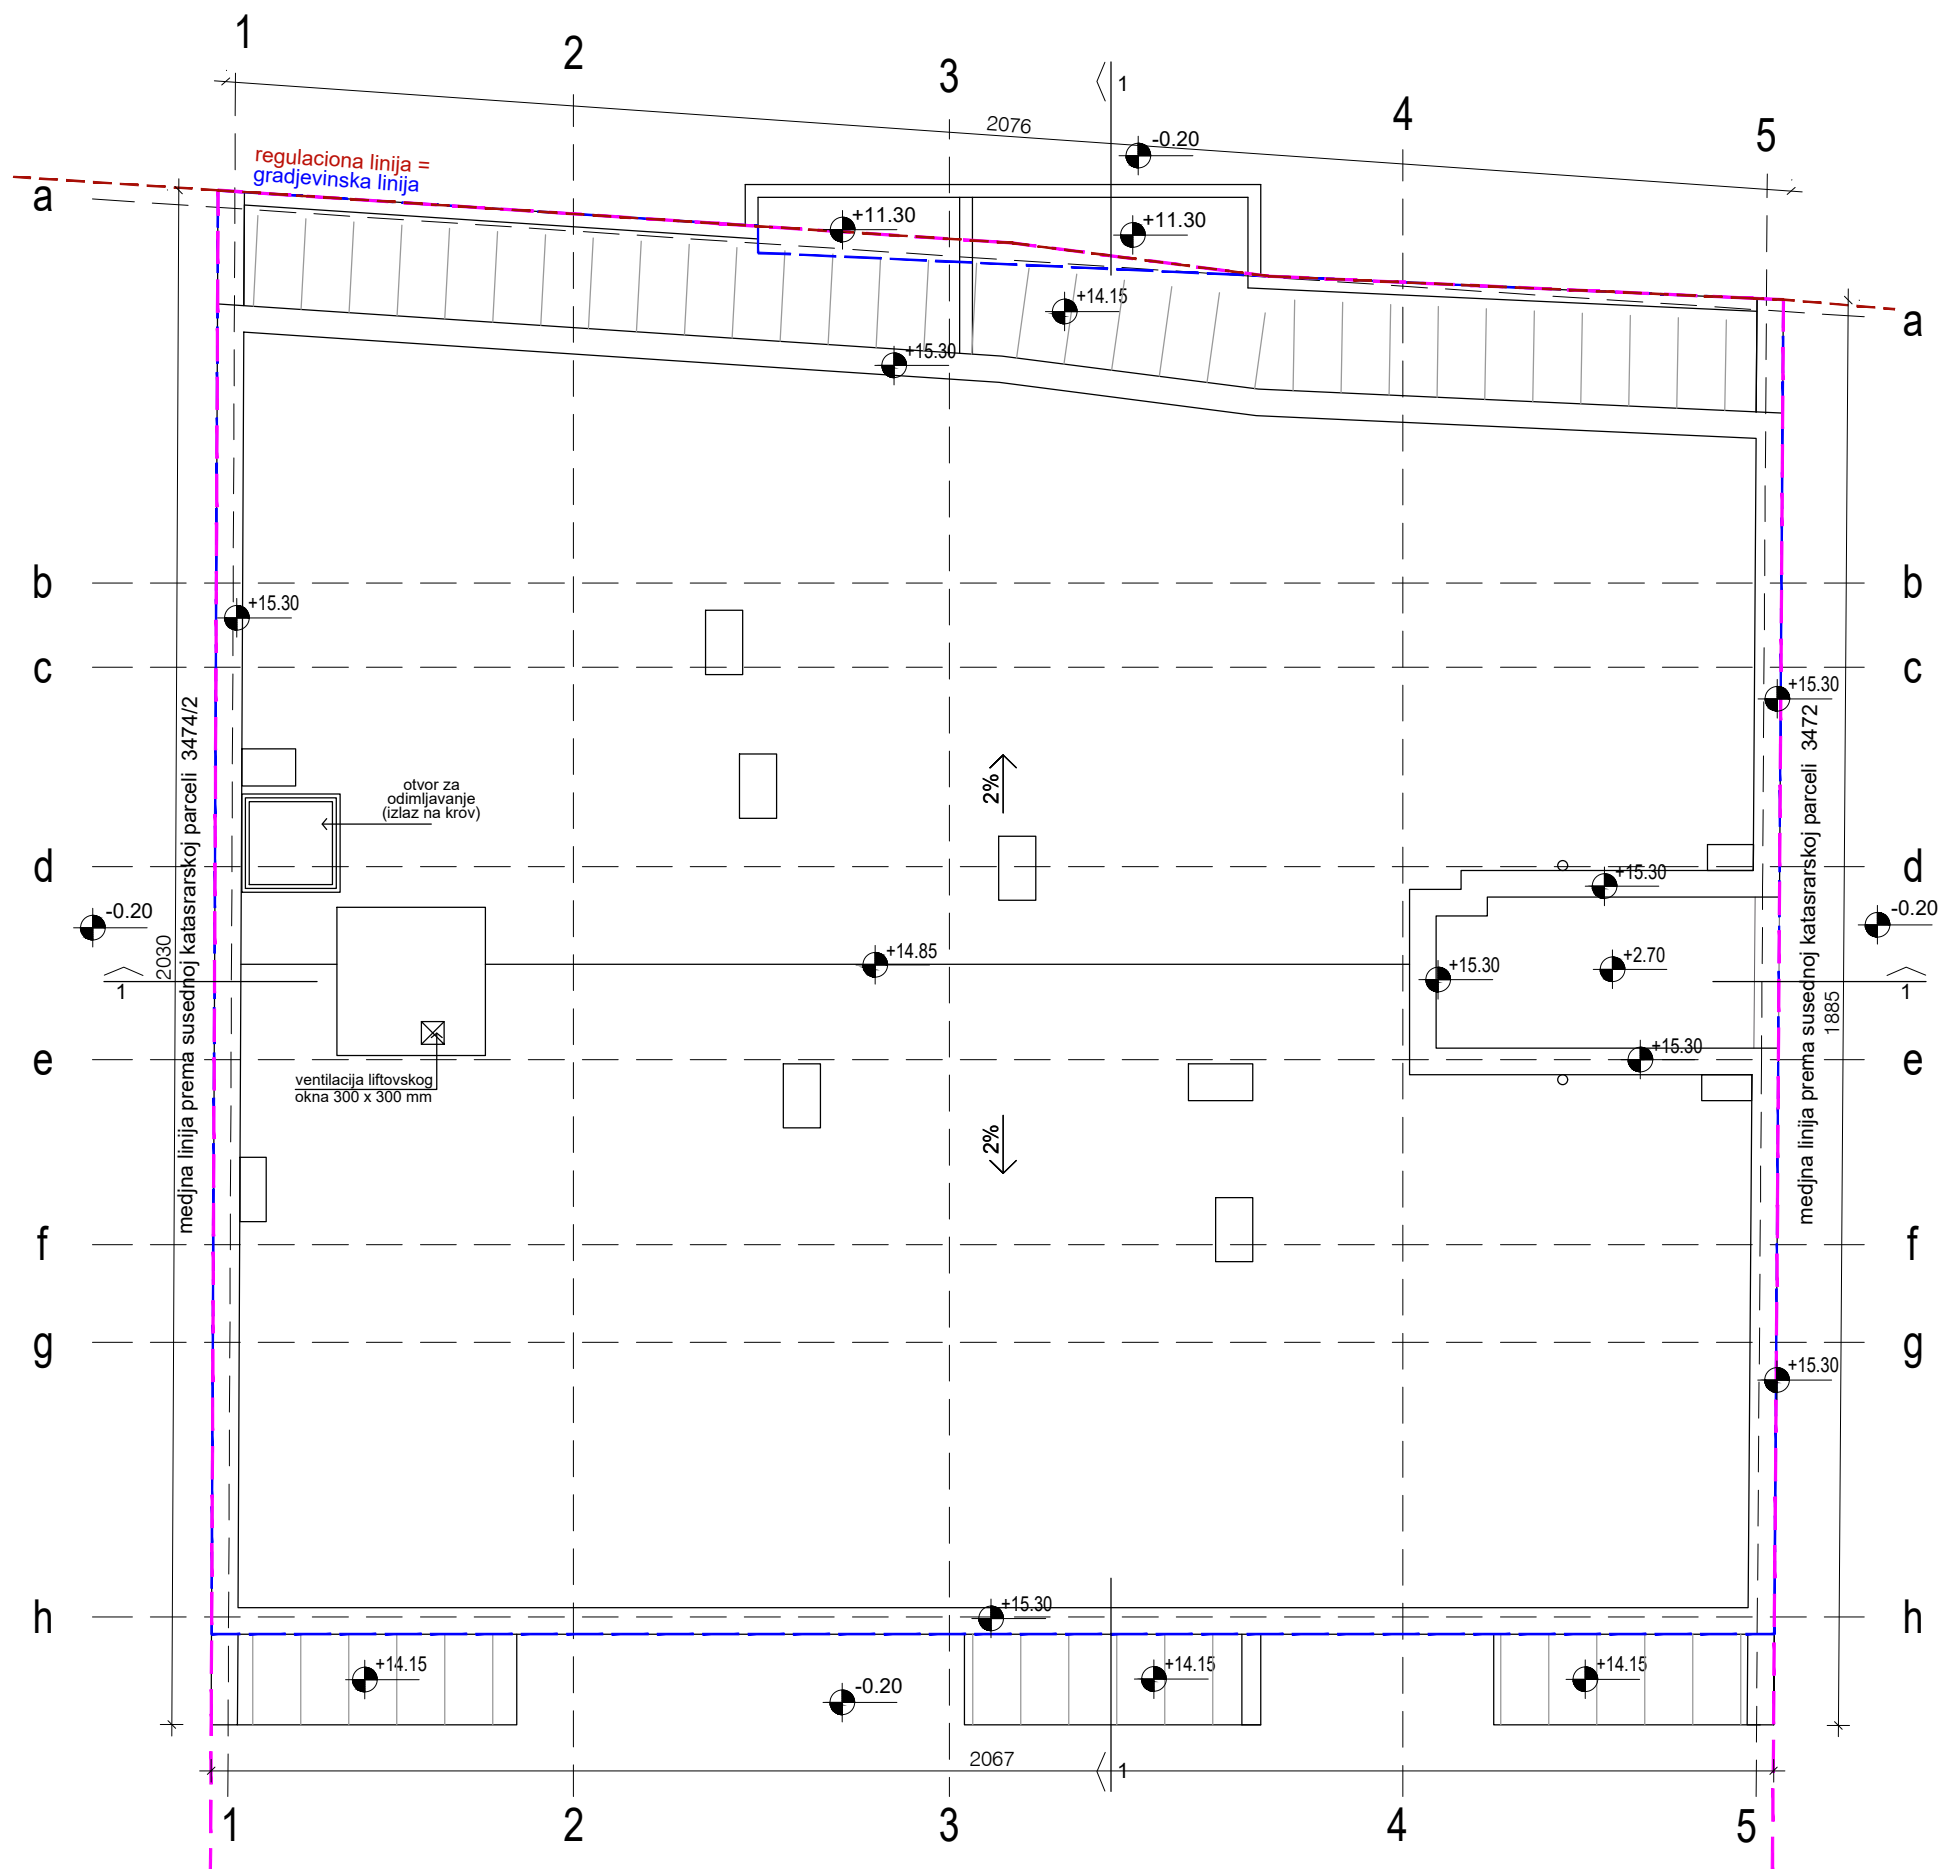 1
2
3
4
5
1
2076
-0.20
regulaciona linija =
gradjevinska linija
a
a
+11.30
+11.30
+14.15
+15.30
b
b
+15.30
c
c
+15.30
medjna linija prema susednoj katasrarskoj parceli 3474/2
medjna linija prema susednoj katasrarskoj parceli 3472
otvor za
odimljavanje
(izlaz na krov)
2%
d
d
+15.30
-0.20
-0.20
2030
1885
+14.85
+15.30
+2.70
1
1
e
e
+15.30
ventilacija liftovskog
okna 300 x 300 mm
2%
f
f
g
g
+15.30
h
h
+15.30
+14.15
-0.20
+14.15
+14.15
2067
1
1
2
3
4
5